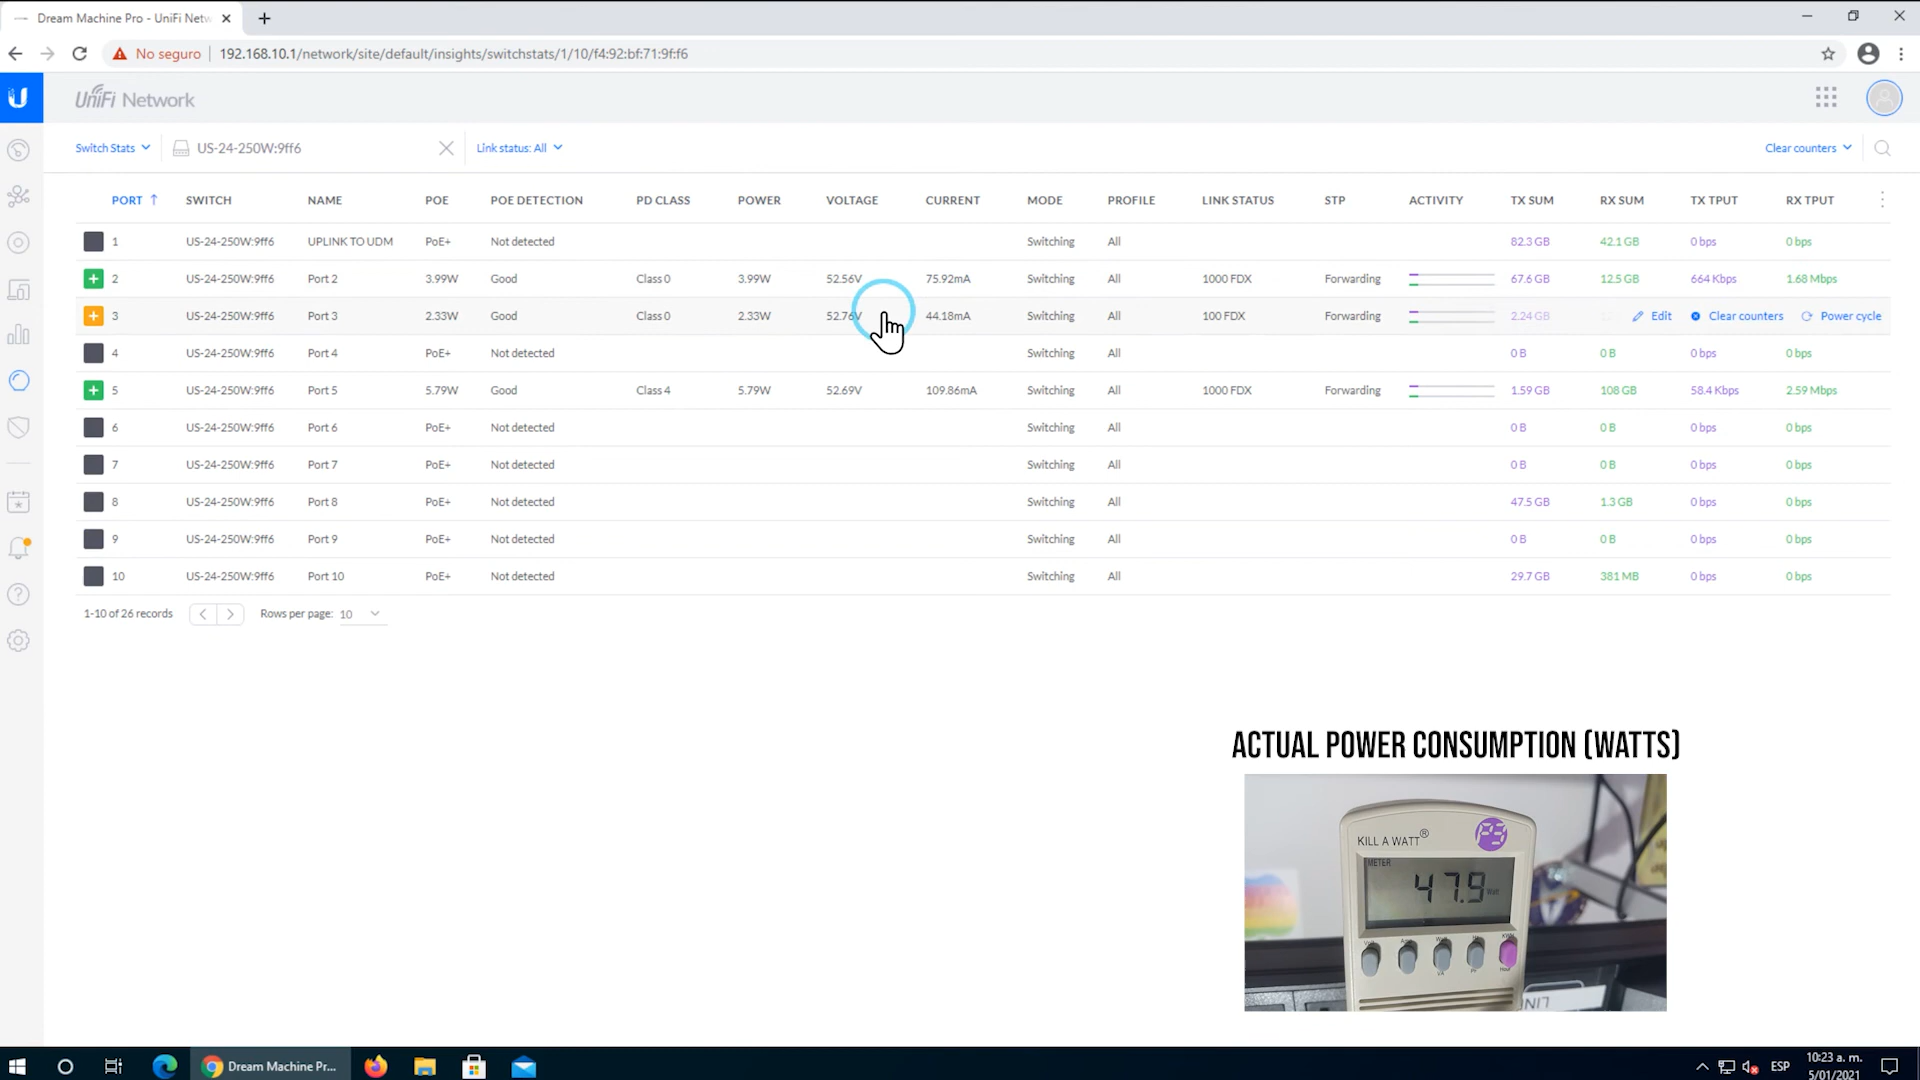 Dream Machine Pro - UniFi Netw
No seguro
192.168.10.1/network/site/default/insights/switchstats/1/10/f4:92:bf:71:9f:f6
UniFi Network
Switch Stats US-24-250W:9ff6 Link status: All Clear counters
PORT SWITCH NAME POE POE DETECTION PD CLASS POWER VOLTAGE CURRENT MODE PROFILE LINK STATUS STP ACTIVITY TX SUM RX SUM TX TPUT RX TPUT
1 US-24-250W:9ff6 UPLINK TO UDM PoE+ Not detected Switching All 82.3 GB 42.1 GB 0 bps 0 bps
2 US-24-250W:9ff6 Port 2 3.99W Good Class 0 3.99W 52.56V 75.92mA Switching All 1000 FDX Forwarding 67.6 GB 12.5 GB 664 Kbps 1.68 Mbps
3 US-24-250W:9ff6 Port 3 2.33W Good Class 0 2.33W 52.76V 44.18mA Switching All 100 FDX Forwarding 2.24 GB Edit Clear counters Power cycle
4 US-24-250W:9ff6 Port 4 PoE+ Not detected Switching All 0 B 0 B 0 bps 0 bps
5 US-24-250W:9ff6 Port 5 5.79W Good Class 4 5.79W 52.69V 109.86mA Switching All 1000 FDX Forwarding 1.59 GB 108 GB 58.4 Kbps 2.59 Mbps
6 US-24-250W:9ff6 Port 6 PoE+ Not detected Switching All 0 B 0 B 0 bps 0 bps
7 US-24-250W:9ff6 Port 7 PoE+ Not detected Switching All 0 B 0 B 0 bps 0 bps
8 US-24-250W:9ff6 Port 8 PoE+ Not detected Switching All 47.5 GB 1.3 GB 0 bps 0 bps
9 US-24-250W:9ff6 Port 9 PoE+ Not detected Switching All 0 B 0 B 0 bps 0 bps
10 US-24-250W:9ff6 Port 10 PoE+ Not detected Switching All 29.7 GB 381 MB 0 bps 0 bps
1-10 of 26 records Rows per page: 10
ACTUAL POWER CONSUMPTION (WATTS)
KILL A WATT® P3
METER
47.9 Watt
Dream Machine Pr... ESP 10:23 a. m.
5/01/2021